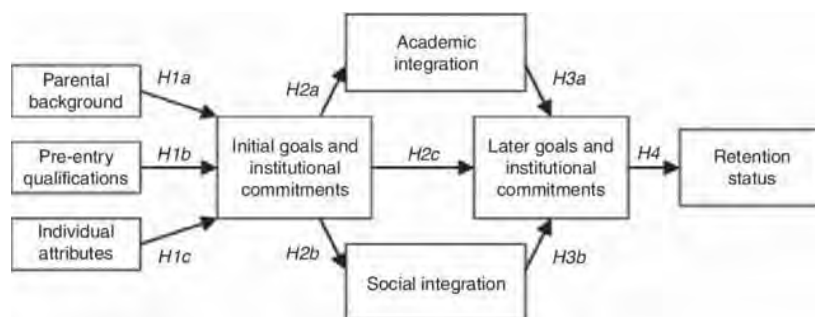 Parental
background
Pre-entry
qualifications
Individual
attributes
H1a
H1b
H1c
Initial goals and
institutional
commitments
H2a
H2c
H2b
Academic
integration
Social integration
H3a
H3b
Later goals and
institutional
commitments
H4
Retention
status